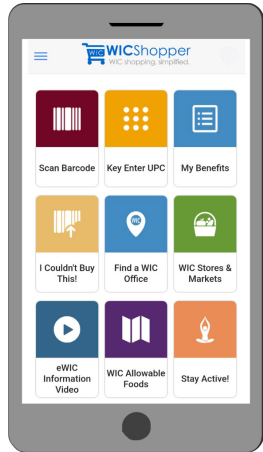 WIC WICShopper
WIC shopping, simplified.
Scan Barcode
Key Enter UPC
My Benefits
I Couldn't Buy
This!
WIC
Find a WIC
Office
WIC Stores &
Markets
eWIC
Information
Video
WIC Allowable
Foods
Stay Active!